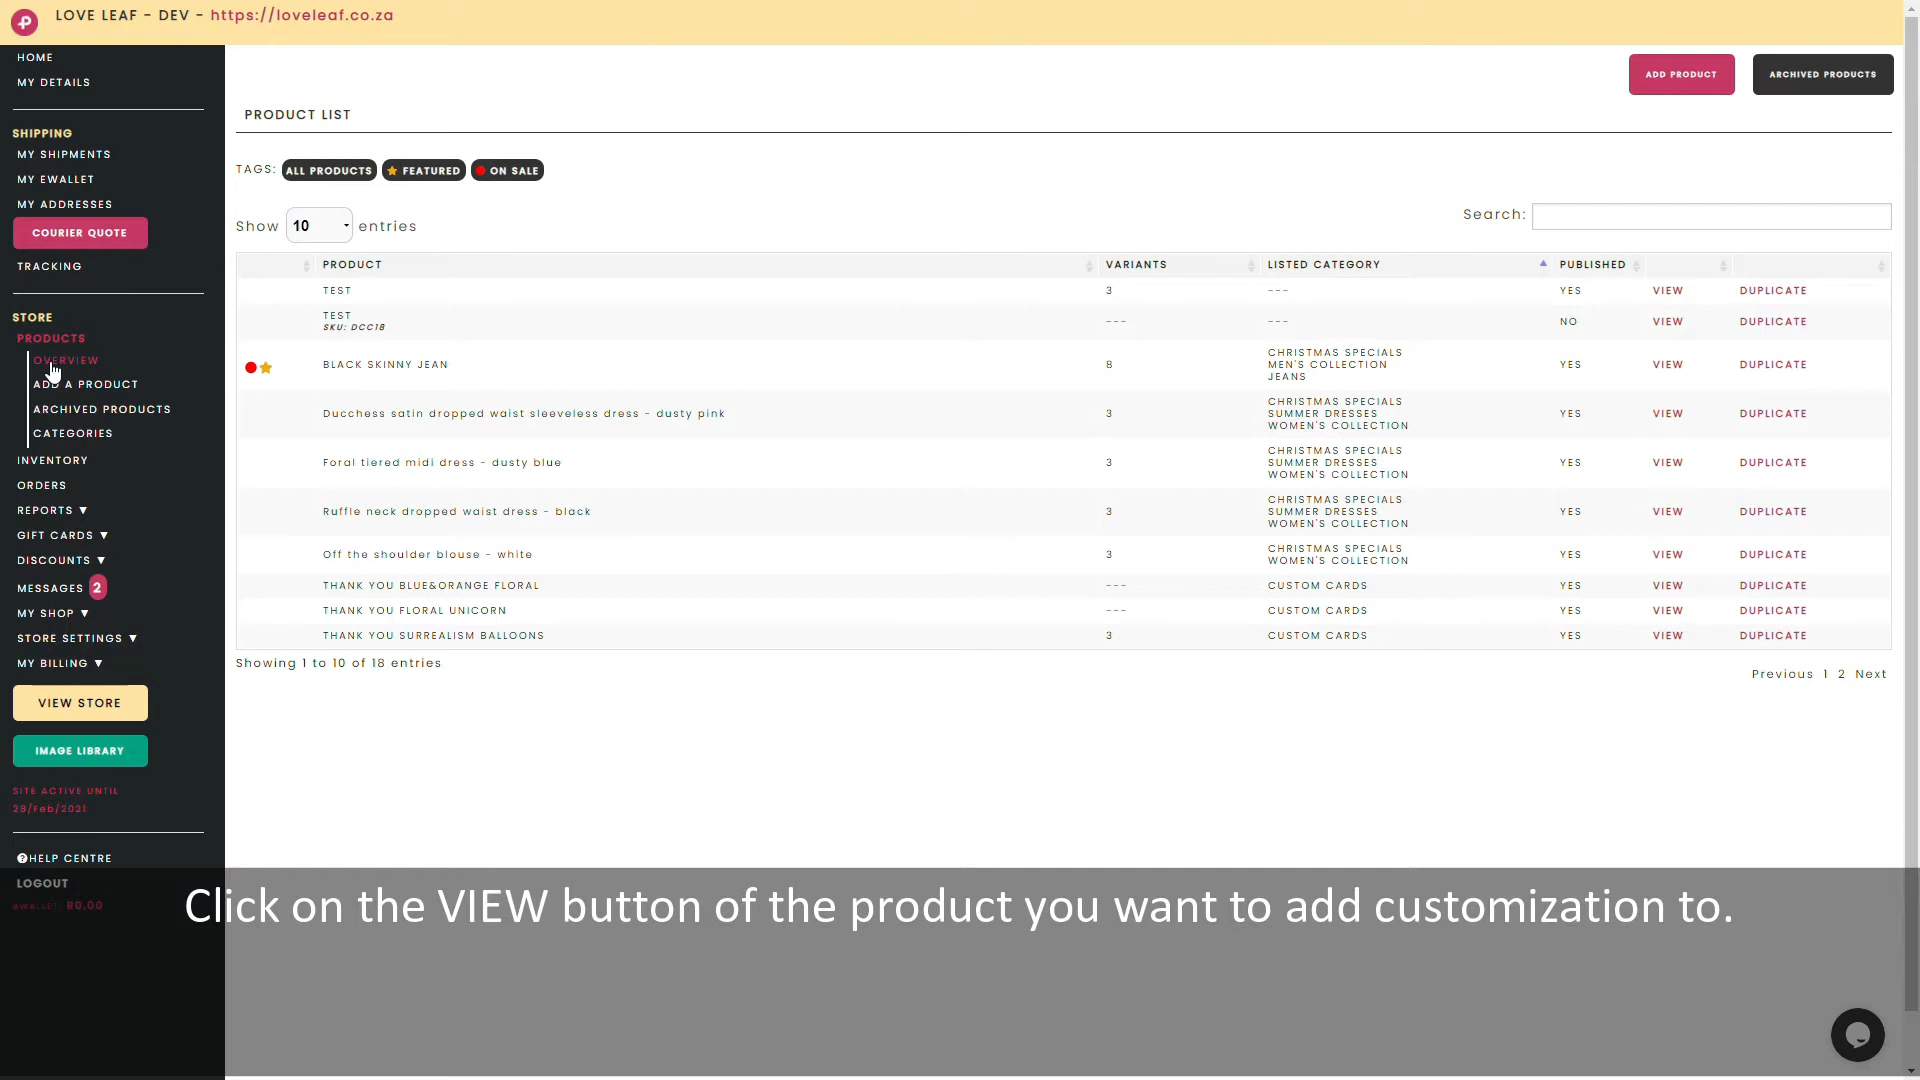 LOVE LEAF - DEV - https://loveleaf.co.za
HOME
MY DETAILS
SHIPPING
MY SHIPMENTS
MY EWALLET
MY ADDRESSES
COURIER QUOTE
TRACKING
STORE
PRODUCTS
OVERVIEW
ADD A PRODUCT
ARCHIVED PRODUCTS
CATEGORIES
INVENTORY
ORDERS
REPORTS ▼
GIFT CARDS ▼
DISCOUNTS ▼
MESSAGES 2
MY SHOP ▼
STORE SETTINGS ▼
MY BILLING ▼
VIEW STORE
IMAGE LIBRARY
SITE ACTIVE UNTIL
28/Feb/2021
HELP CENTRE
LOGOUT
EWALLET: R0.00
ADD PRODUCT ARCHIVED PRODUCTS
PRODUCT LIST
TAGS: ALL PRODUCTS FEATURED ON SALE
Show 10 entries Search:
PRODUCT VARIANTS LISTED CATEGORY PUBLISHED
TEST 3 --- YES VIEW DUPLICATE
TEST
SKU: DCC18 --- --- NO VIEW DUPLICATE
BLACK SKINNY JEAN 8 CHRISTMAS SPECIALS YES VIEW DUPLICATE
MEN'S COLLECTION
JEANS
Ducchess satin dropped waist sleeveless dress - dusty pink 3 CHRISTMAS SPECIALS YES VIEW DUPLICATE
SUMMER DRESSES
WOMEN'S COLLECTION
Foral tiered midi dress - dusty blue 3 CHRISTMAS SPECIALS YES VIEW DUPLICATE
SUMMER DRESSES
WOMEN'S COLLECTION
Ruffle neck dropped waist dress - black 3 CHRISTMAS SPECIALS YES VIEW DUPLICATE
SUMMER DRESSES
WOMEN'S COLLECTION
Off the shoulder blouse - white 3 CHRISTMAS SPECIALS YES VIEW DUPLICATE
WOMEN'S COLLECTION
THANK YOU BLUE&ORANGE FLORAL --- CUSTOM CARDS YES VIEW DUPLICATE
THANK YOU FLORAL UNICORN --- CUSTOM CARDS YES VIEW DUPLICATE
THANK YOU SURREALISM BALLOONS 3 CUSTOM CARDS YES VIEW DUPLICATE
Showing 1 to 10 of 18 entries
Previous 1 2 Next
Click on the VIEW button of the product you want to add customization to.